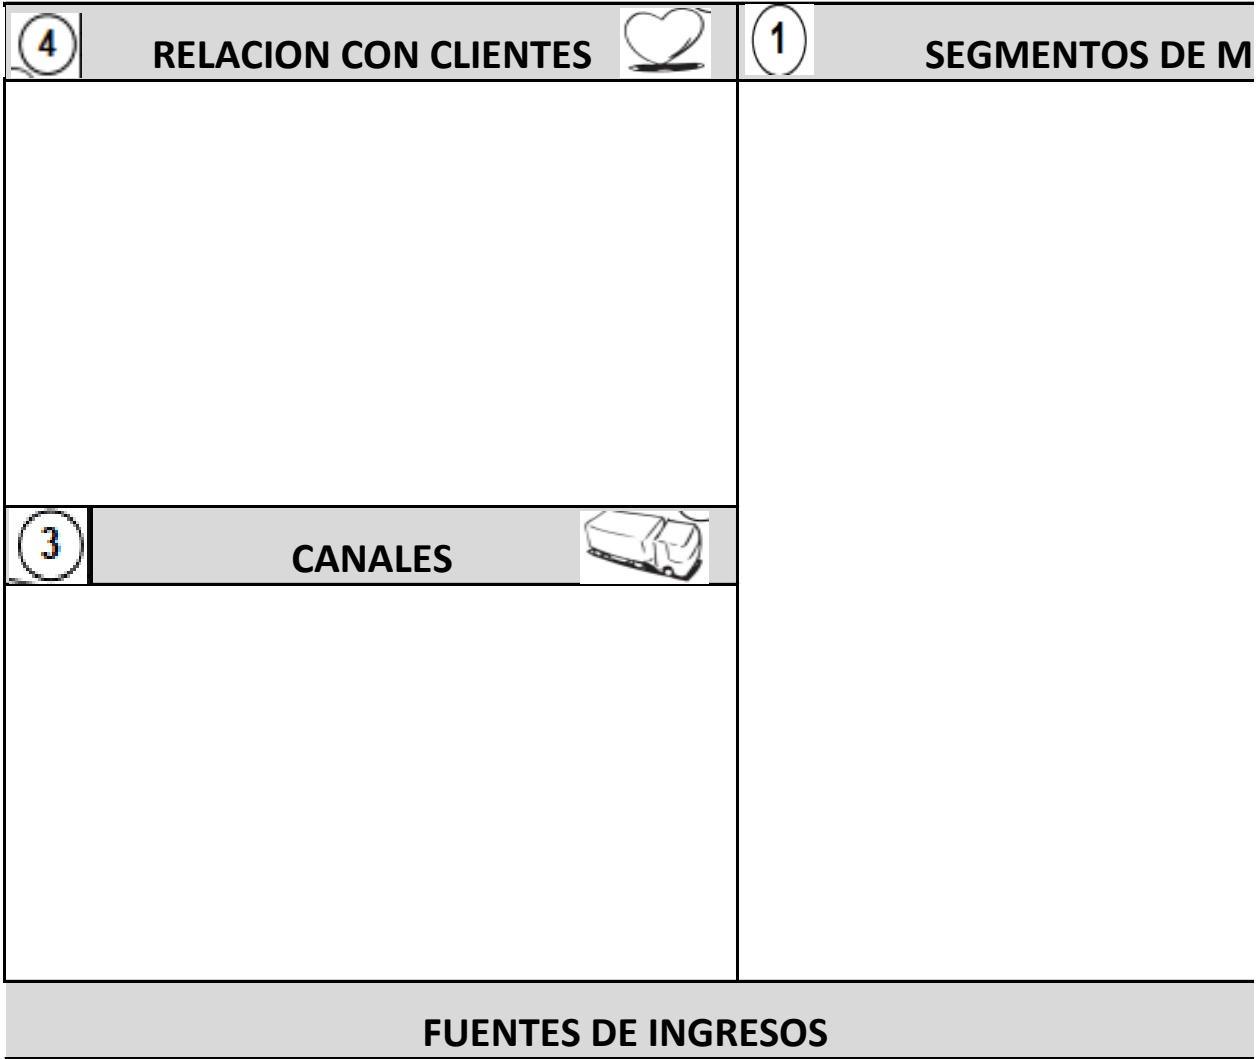 4 RELACION CON CLIENTES
1 SEGMENTOS DE M
3 CANALES
FUENTES DE INGRESOS